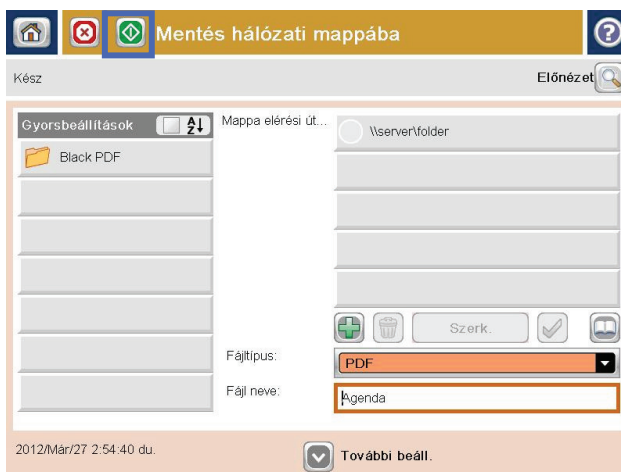 Mentés hálózati mappába
Kész
Előnézet
Gyorsbeállítások
Mappa elérési út...
\\server\folder
Black PDF
Szerk.
Fájltípus:
PDF
Fájl neve:
Agenda
2012/Már/27 2:54:40 du.
További beáll.